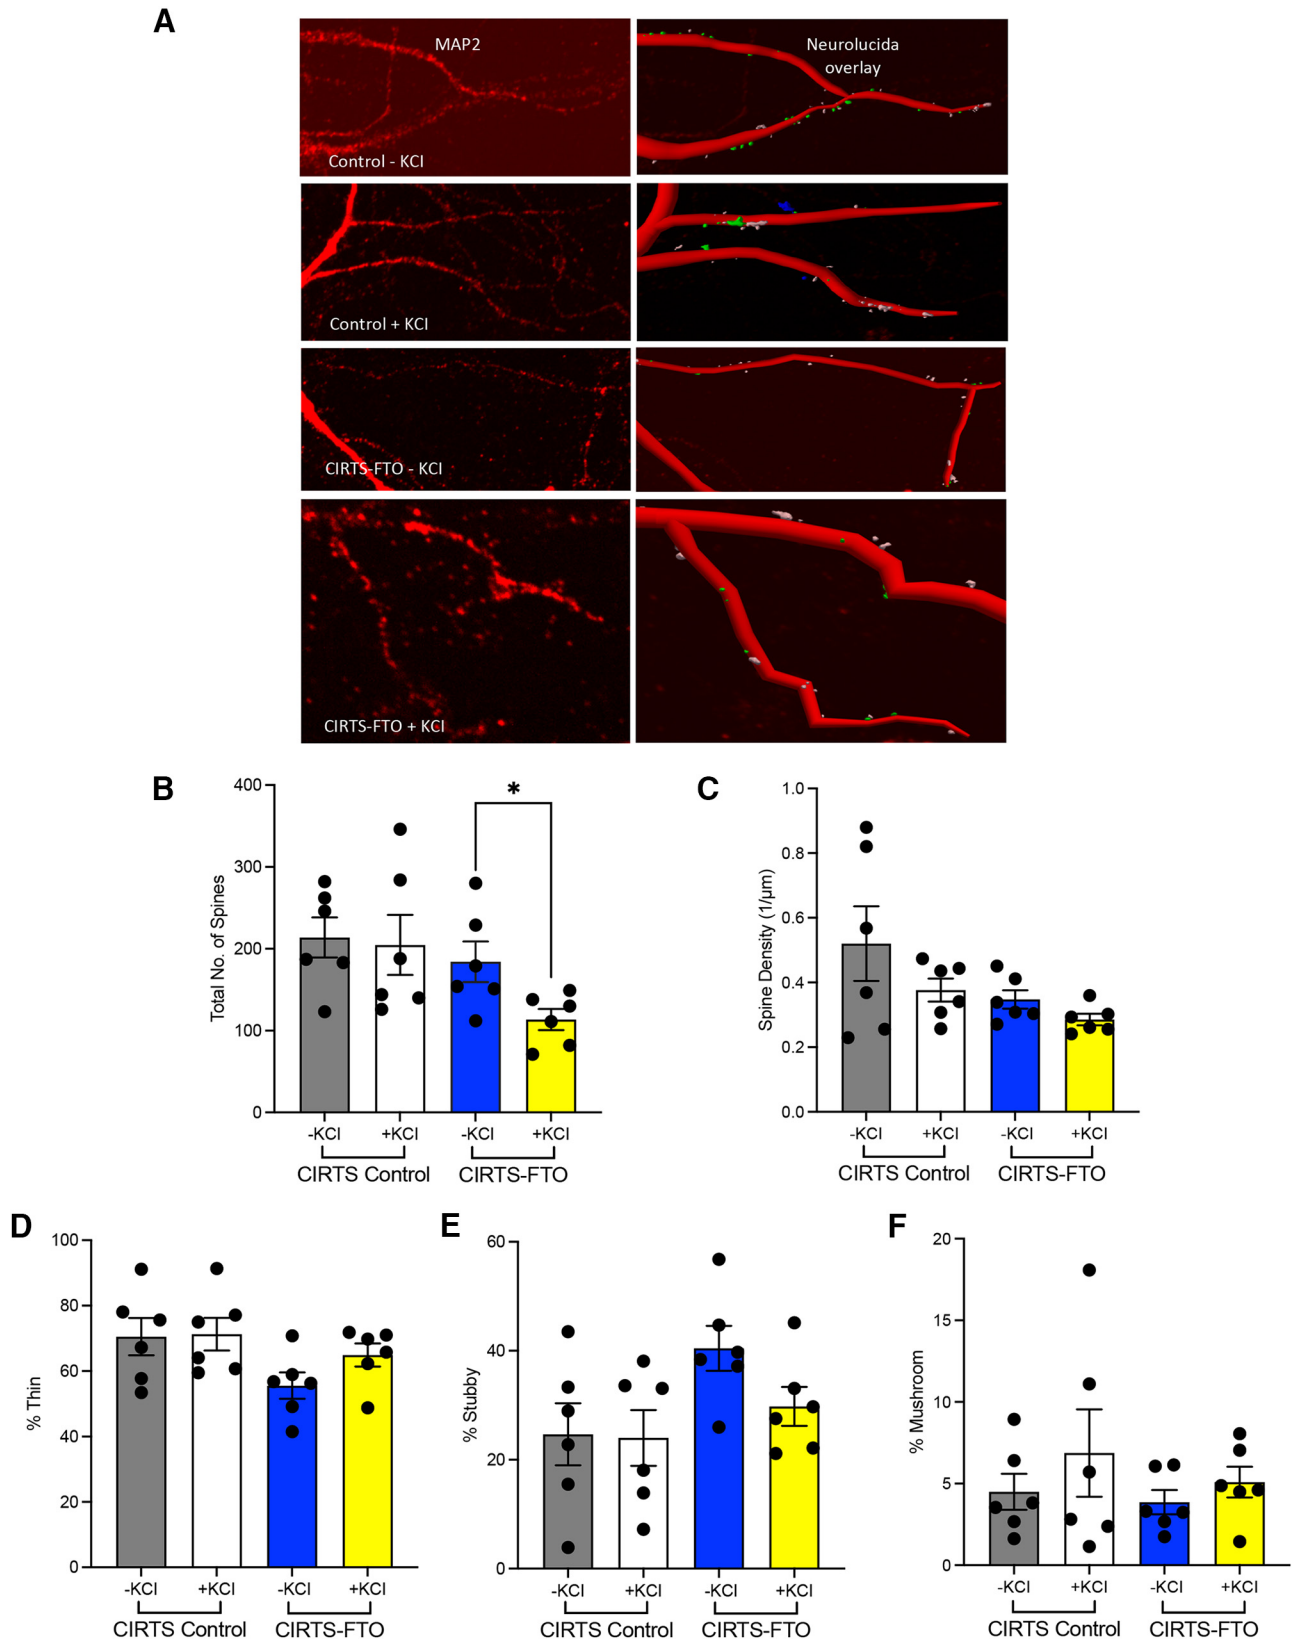 A
MAP2
Neurolucida
overlay
Control - KCl
Control + KCl
CIRTS-FTO - KCl
CIRTS-FTO + KCl
B
400
300
200
100
0
Total No. of Spines
*
-KCl
+KCl
-KCl
+KCl
CIRTS Control
CIRTS-FTO
C
1.0
0.8
0.6
0.4
0.2
0.0
Spine Density (1/µm)
-KCl
+KCl
-KCl
+KCl
CIRTS Control
CIRTS-FTO
D
100
80
60
40
20
0
% Thin
-KCl
+KCl
-KCl
+KCl
CIRTS Control
CIRTS-FTO
E
60
40
20
0
% Stubby
-KCl
+KCl
-KCl
+KCl
CIRTS Control
CIRTS-FTO
F
20
15
10
5
0
% Mushroom
-KCl
+KCl
-KCl
+KCl
CIRTS Control
CIRTS-FTO